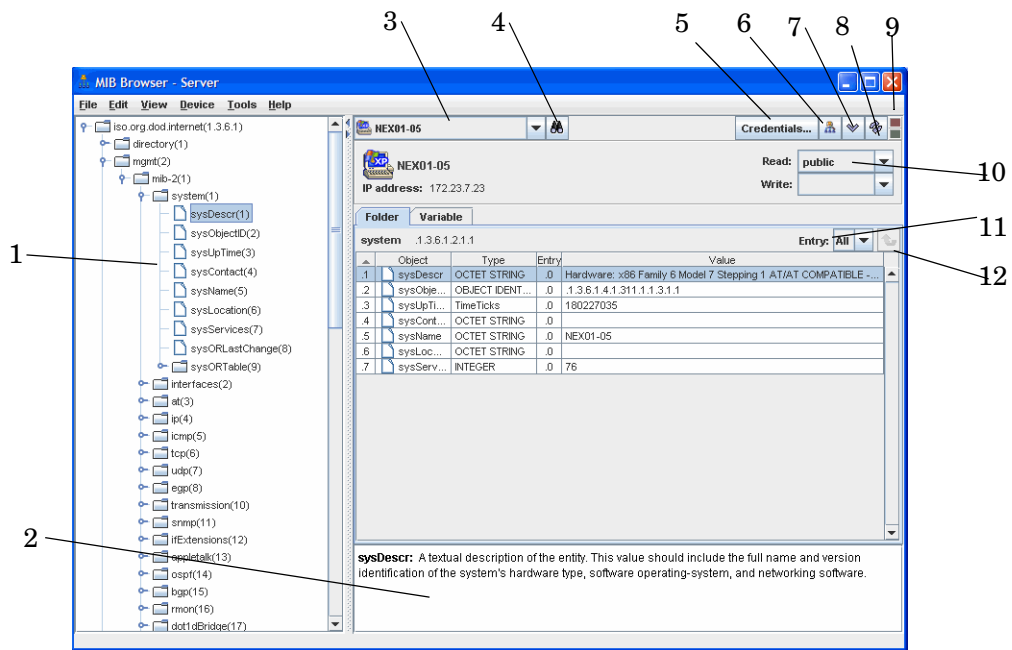 3 4 5 6 7 8 9
MIB Browser - Server
File Edit View Device Tools Help
iso.org.dod.internet(1.3.6.1)
directory(1)
mgmt(2)
mib-2(1)
system(1)
sysDescr(1)
sysObjectID(2)
sysUpTime(3)
sysContact(4)
sysName(5)
sysLocation(6)
sysServices(7)
sysORLastChange(8)
sysORTable(9)
interfaces(2)
at(3)
ip(4)
icmp(5)
tcp(6)
udp(7)
egp(8)
transmission(10)
snmp(11)
ifExtensions(12)
appletalk(13)
ospf(14)
bgp(15)
rmon(16)
dot1dBridge(17)
1
2
NEX01-05
Credentials...
XP
NEX01-05
IP address: 172.23.7.23
Read: public
Write:
10
Folder Variable
11
system .1.3.6.1.2.1.1
Entry: All
12
Object Type Entry Value
.1 sysDescr OCTET STRING .0 Hardware: x86 Family 6 Model 7 Stepping 1 AT/AT COMPATIBLE -...
.2 sysObje... OBJECT IDENT... .0 .1.3.6.1.4.1.311.1.1.3.1.1
.3 sysUpTi... TimeTicks .0 180227035
.4 sysCont... OCTET STRING .0
.5 sysName OCTET STRING .0 NEX01-05
.6 sysLoc... OCTET STRING .0
.7 sysServ... INTEGER .0 76
sysDescr: A textual description of the entity. This value should include the full name and version
identification of the system's hardware type, software operating-system, and networking software.